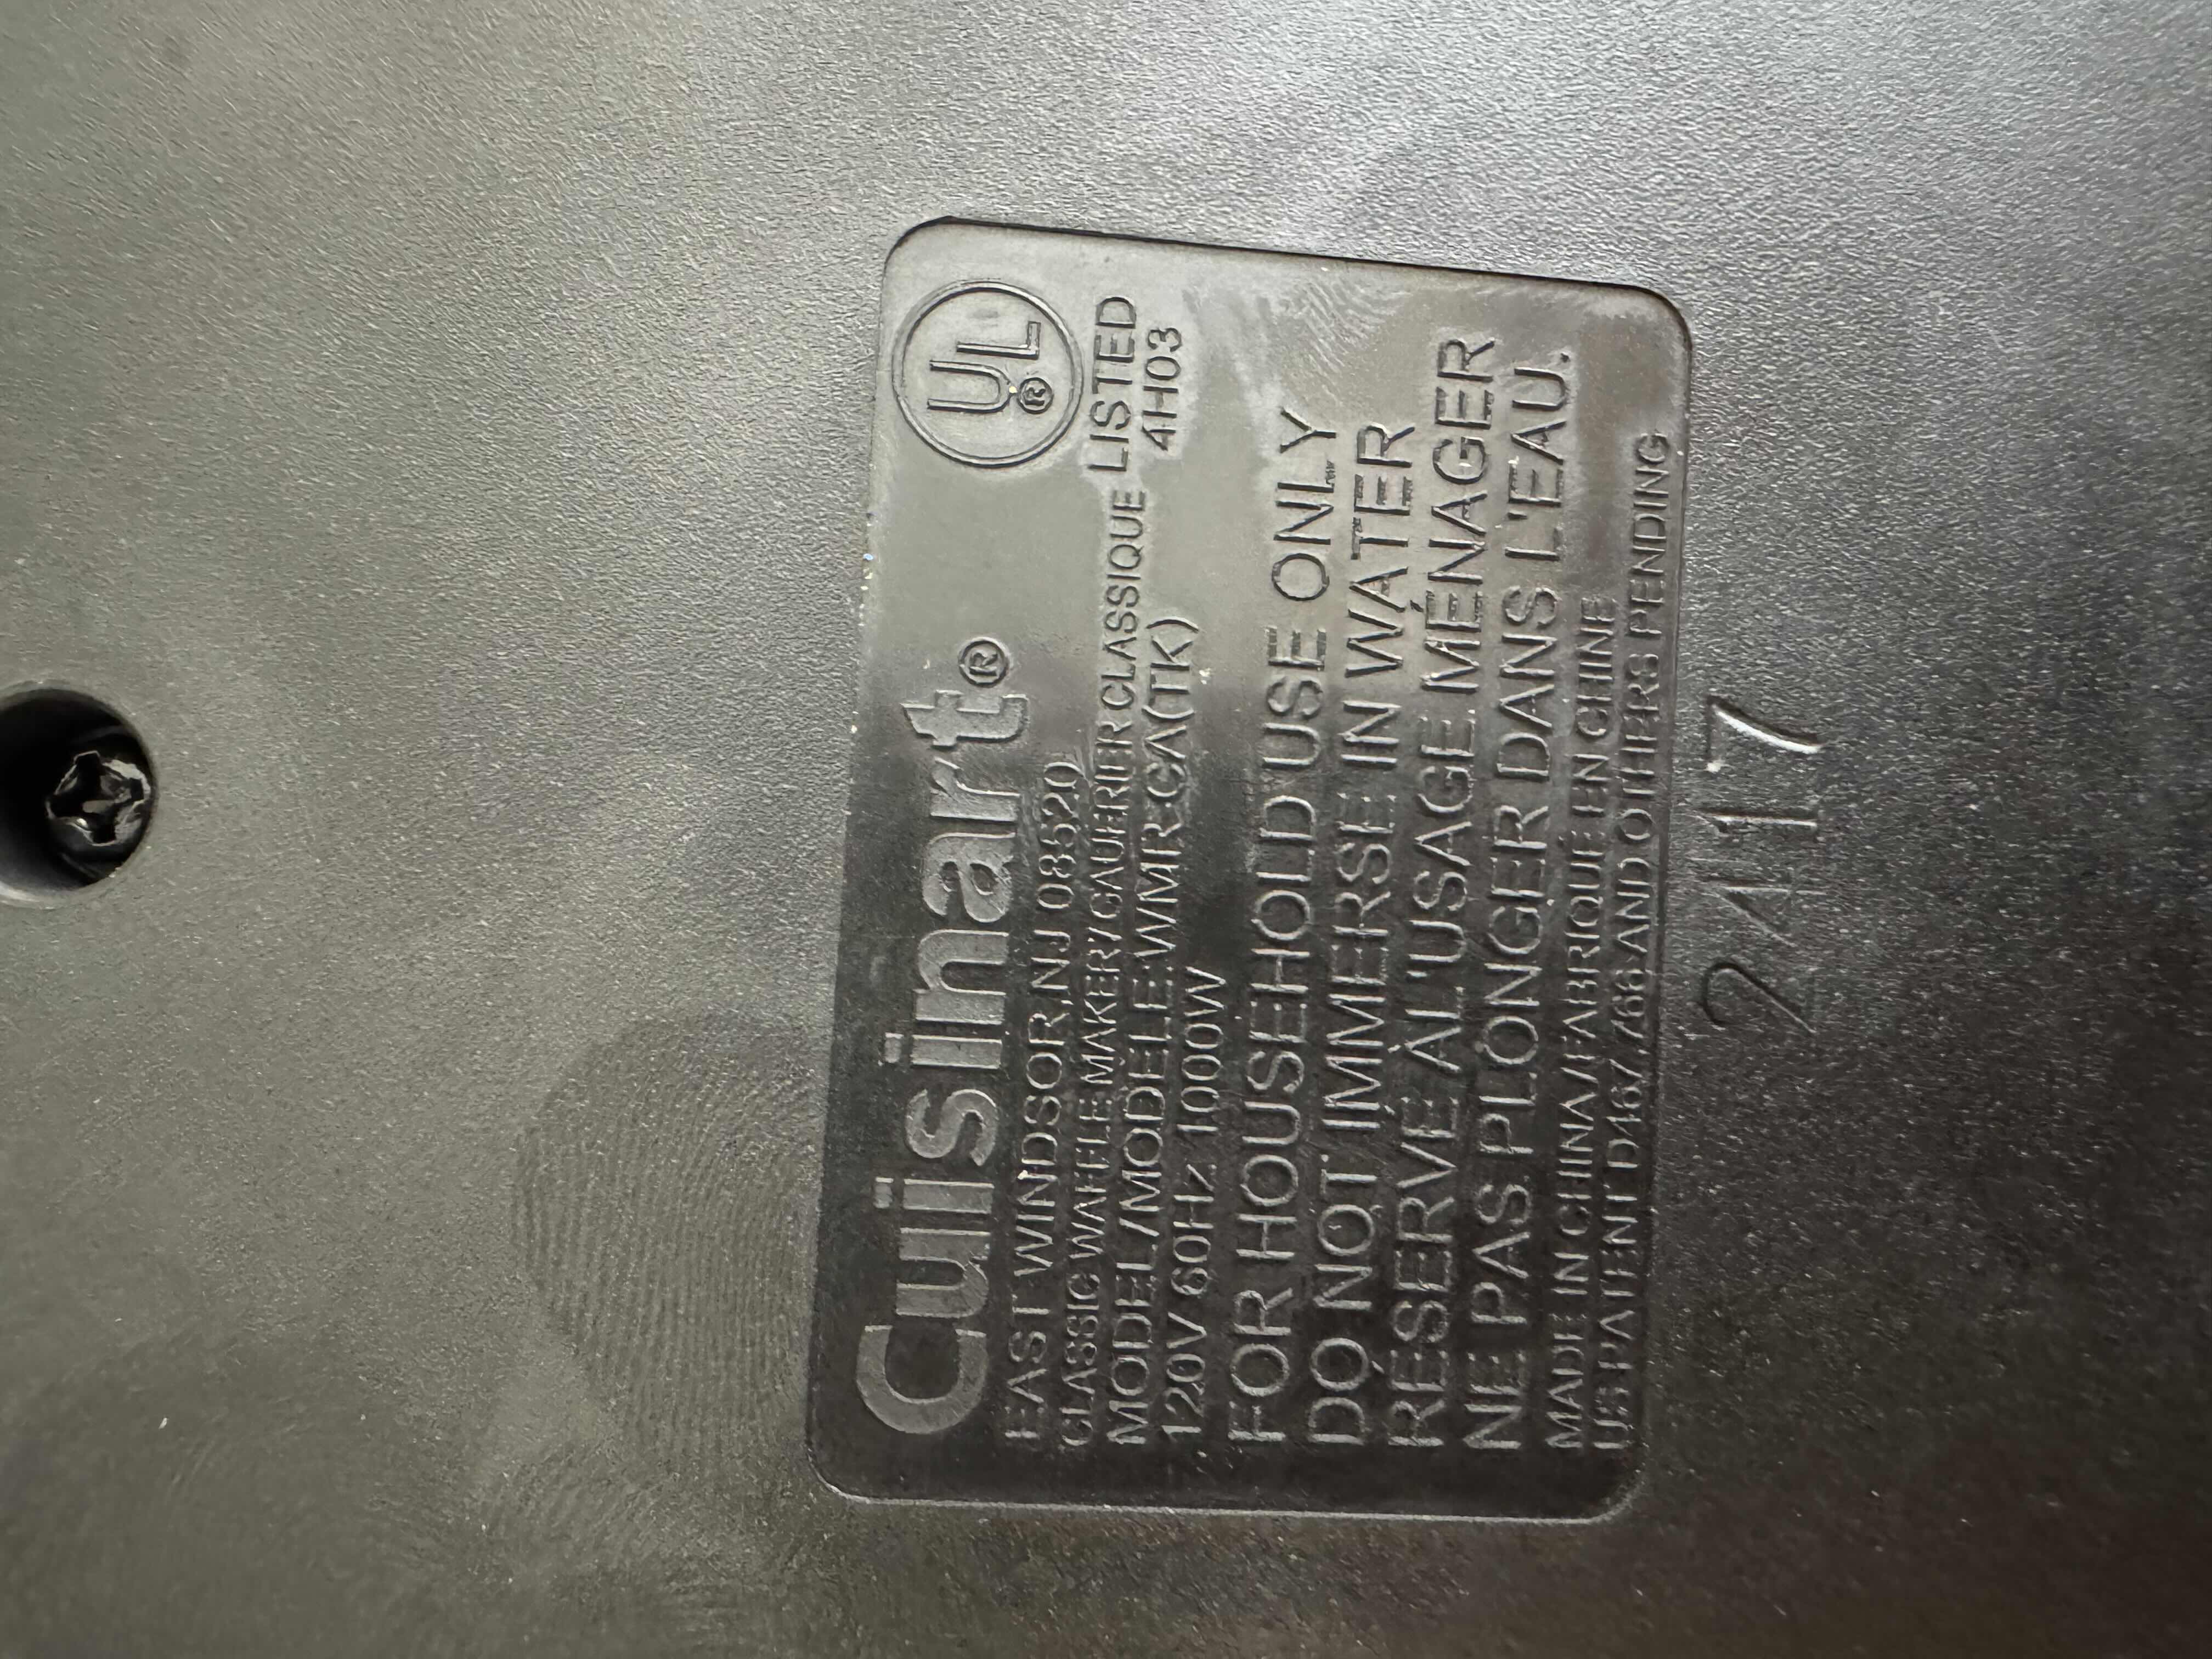 Cuisinart®
UL®
LISTED
4H03
EAST WINDSOR,NJ 08520
CLASSIC WAFFLE MAKER / GAUFRIER CLASSIQUE
MODEL/MODELE:WMR-CA(TK)
120V 60Hz 1000W
FOR HOUSEHOLD USE ONLY
DO NOT IMMERSE IN WATER
RESERVÉ À L'USAGE MÉNAGER
NE PAS PLONGER DANS L'EAU.
MADE IN CHINA/FABRIQUÉ EN CHINE
US PATENT D467,766 AND OTHERS PENDING
2417